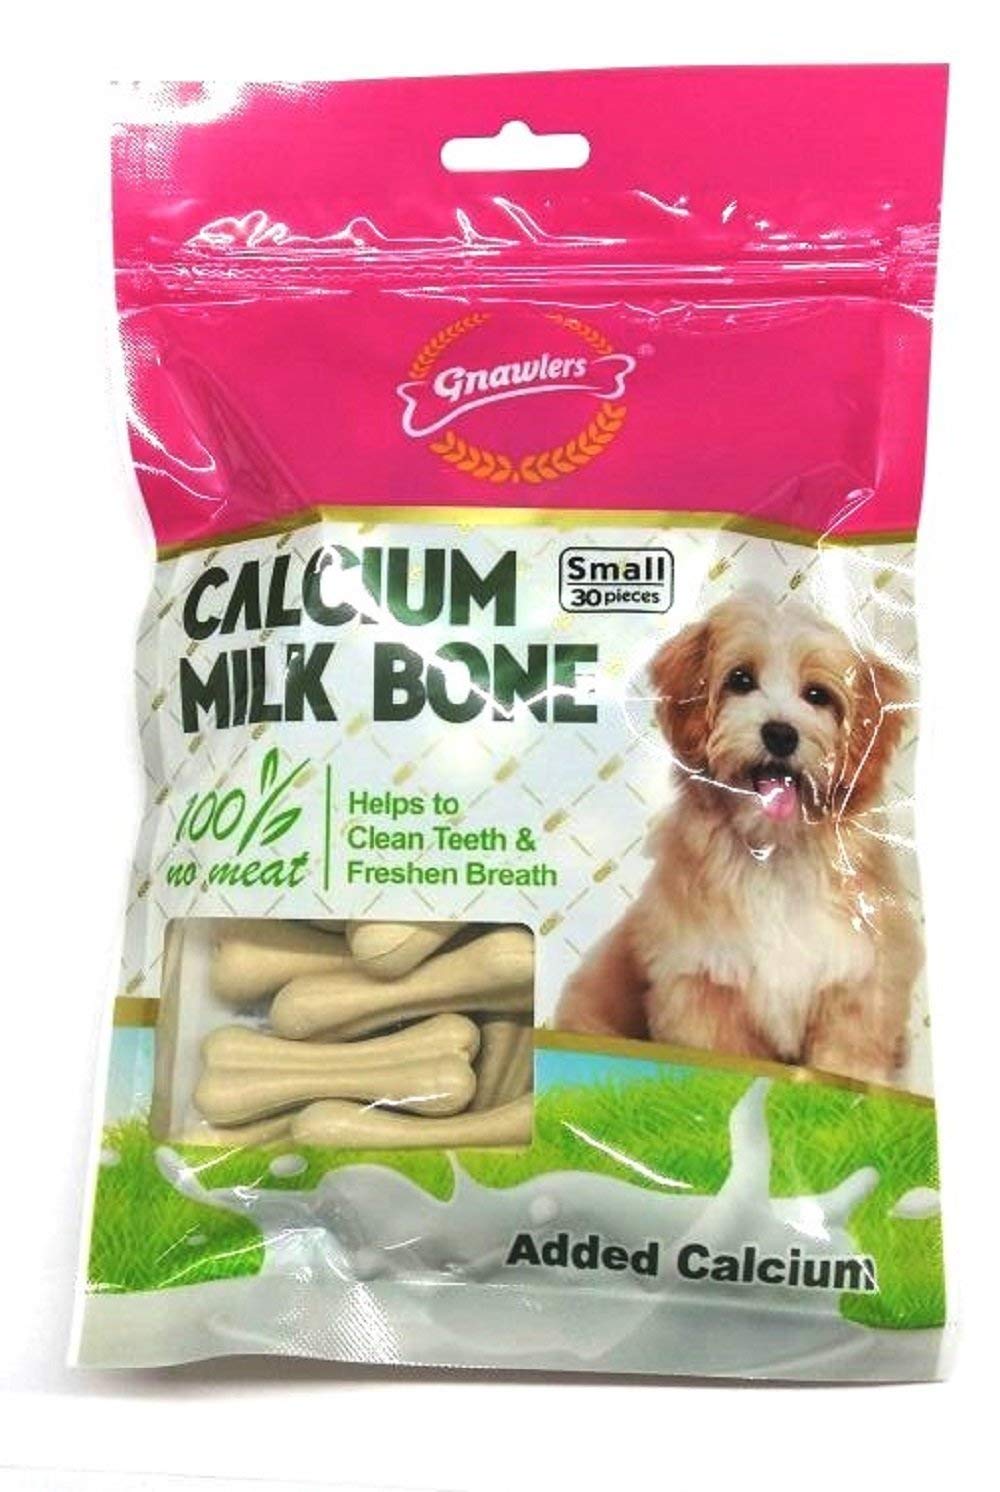 Gnawlers®
CALCIUM
MILK BONE
Small
30 pieces
100%
no meat
Helps to
Clean Teeth &
Freshen Breath
Added Calcium